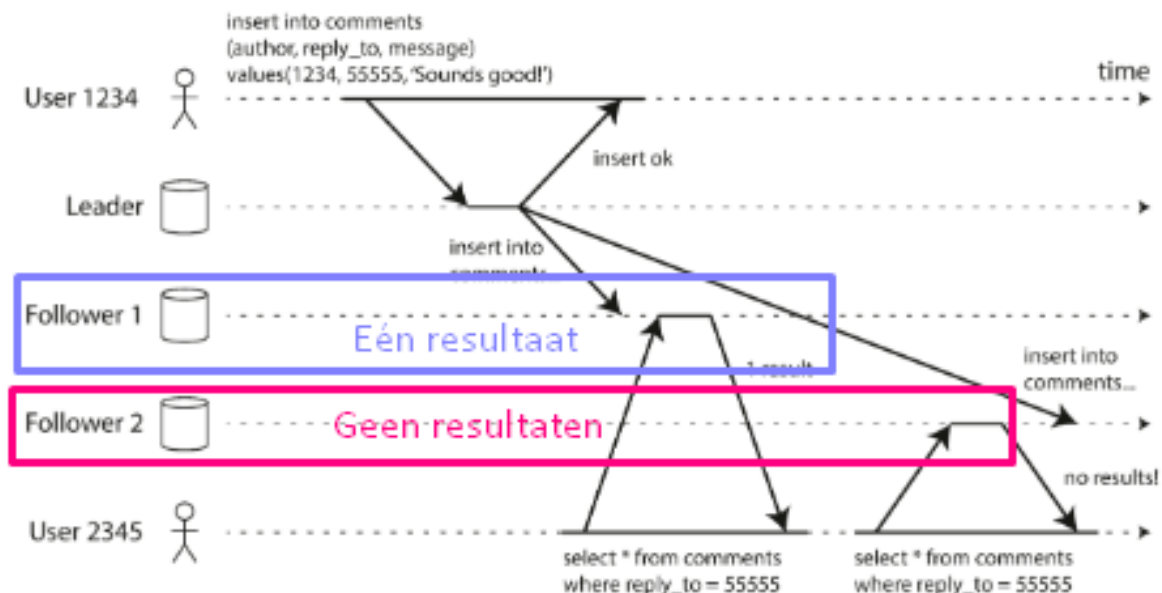 insert into comments
(author, reply_to, message)
values(1234, 55555, 'Sounds good!')
time
User 1234
insert ok
Leader
insert into
comments...
Follower 1
Eén resultaat
insert into
comments...
1 result
Follower 2
Geen resultaten
no results!
User 2345
select * from comments
where reply_to = 55555
select * from comments
where reply_to = 55555